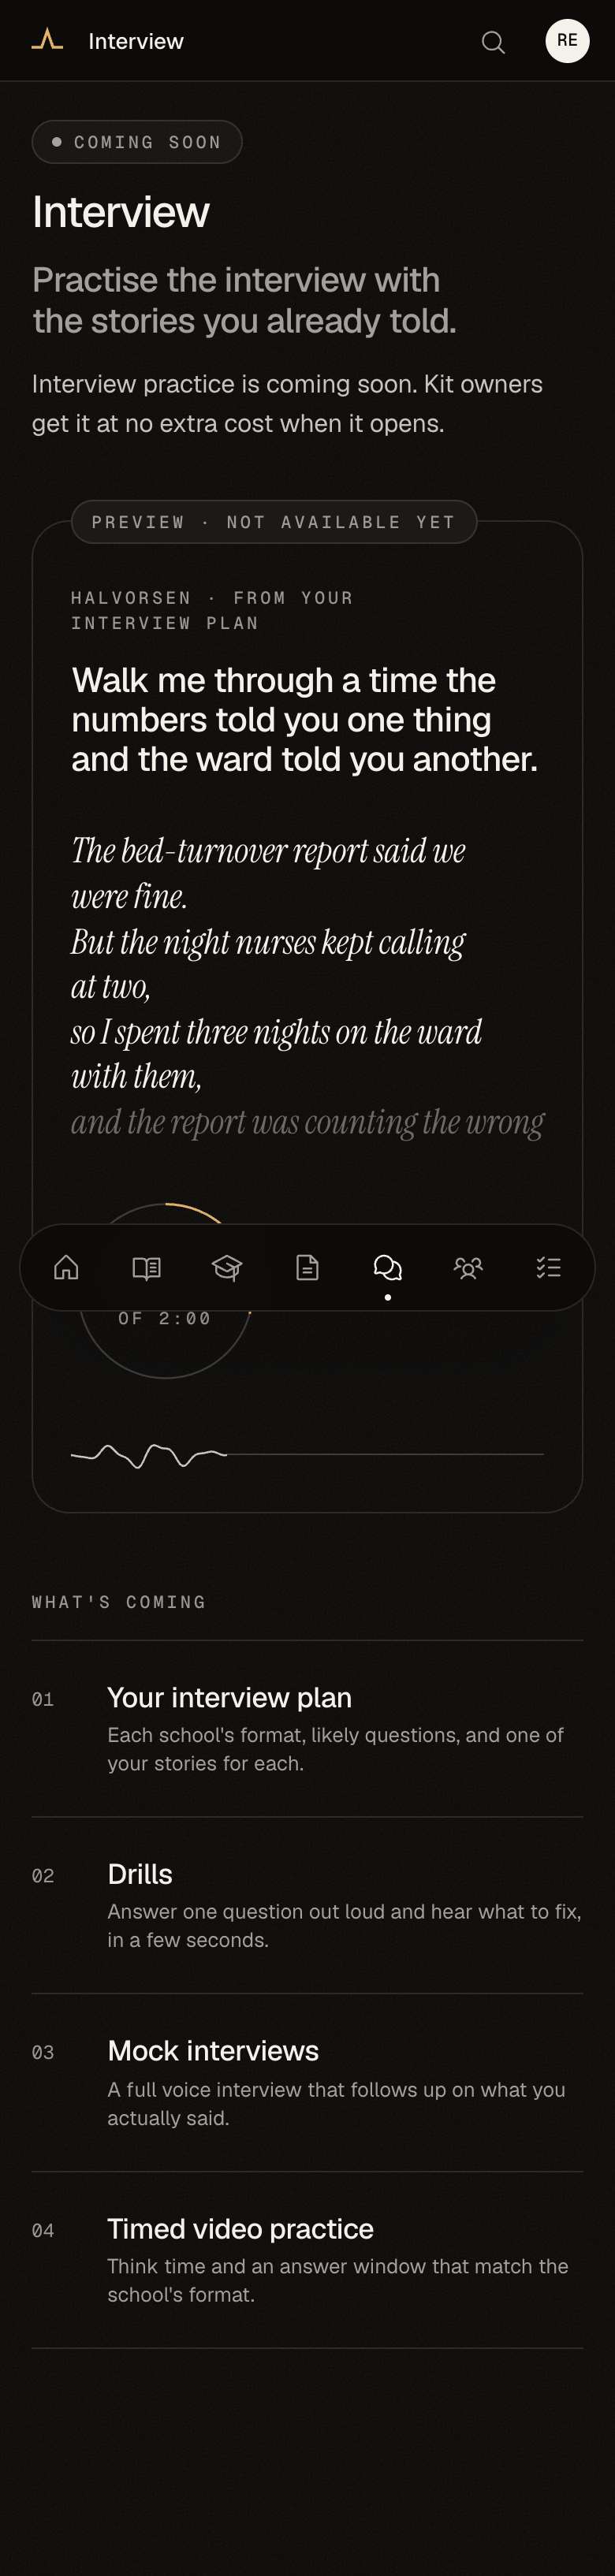 Interview
RE
COMING SOON
Interview
Practise the interview with
the stories you already told.
Interview practice is coming soon. Kit owners
get it at no extra cost when it opens.
PREVIEW · NOT AVAILABLE YET
HALVORSEN · FROM YOUR
INTERVIEW PLAN
Walk me through a time the
numbers told you one thing
and the ward told you another.
The bed-turnover report said we
were fine.
But the night nurses kept calling
at two,
so I spent three nights on the ward
with them,
and the report was counting the wrong
OF 2:00
WHAT'S COMING
01
Your interview plan
Each school's format, likely questions, and one of
your stories for each.
02
Drills
Answer one question out loud and hear what to fix,
in a few seconds.
03
Mock interviews
A full voice interview that follows up on what you
actually said.
04
Timed video practice
Think time and an answer window that match the
school's format.